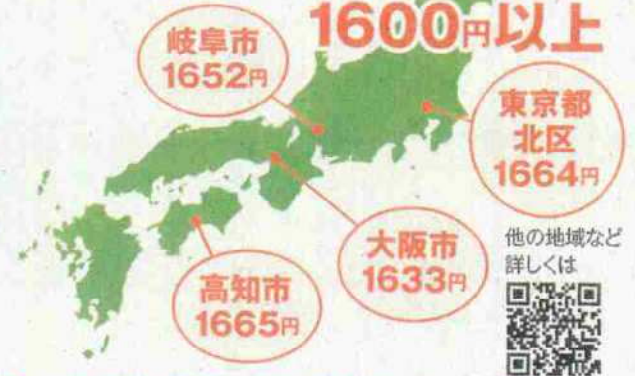 1600円以上
岐阜市
1652円
東京都
北区
1664円
大阪市
1633円
高知市
1665円
他の地域など
詳しくは